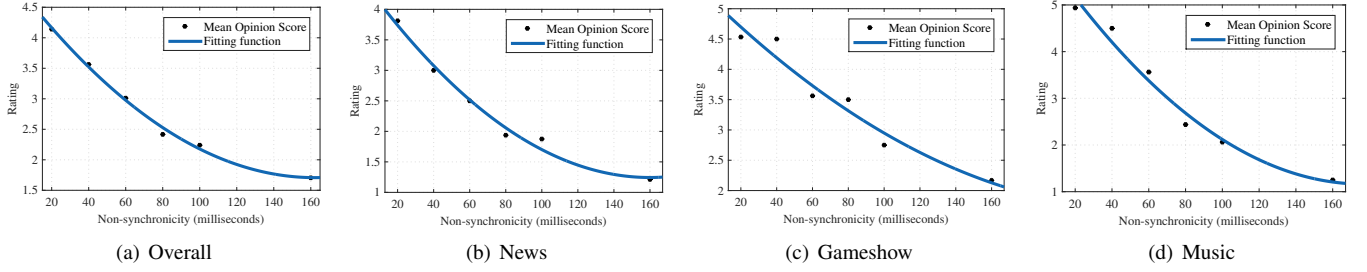 4.5
4
3.5
3
2.5
2
1.5
Rating
20 40 60 80 100 120 140 160
Non-synchronicity (milliseconds)
Mean Opinion Score
Fitting function
(a) Overall
4
3.5
3
2.5
2
1.5
1
Rating
20 40 60 80 100 120 140 160
Non-synchronicity (milliseconds)
Mean Opinion Score
Fitting function
(b) News
5
4.5
4
3.5
3
2.5
2
Rating
20 40 60 80 100 120 140 160
Non-synchronicity (milliseconds)
Mean Opinion Score
Fitting function
(c) Gameshow
5
4
3
2
1
Rating
20 40 60 80 100 120 140 160
Non-synchronicity (milliseconds)
Mean Opinion Score
Fitting function
(d) Music